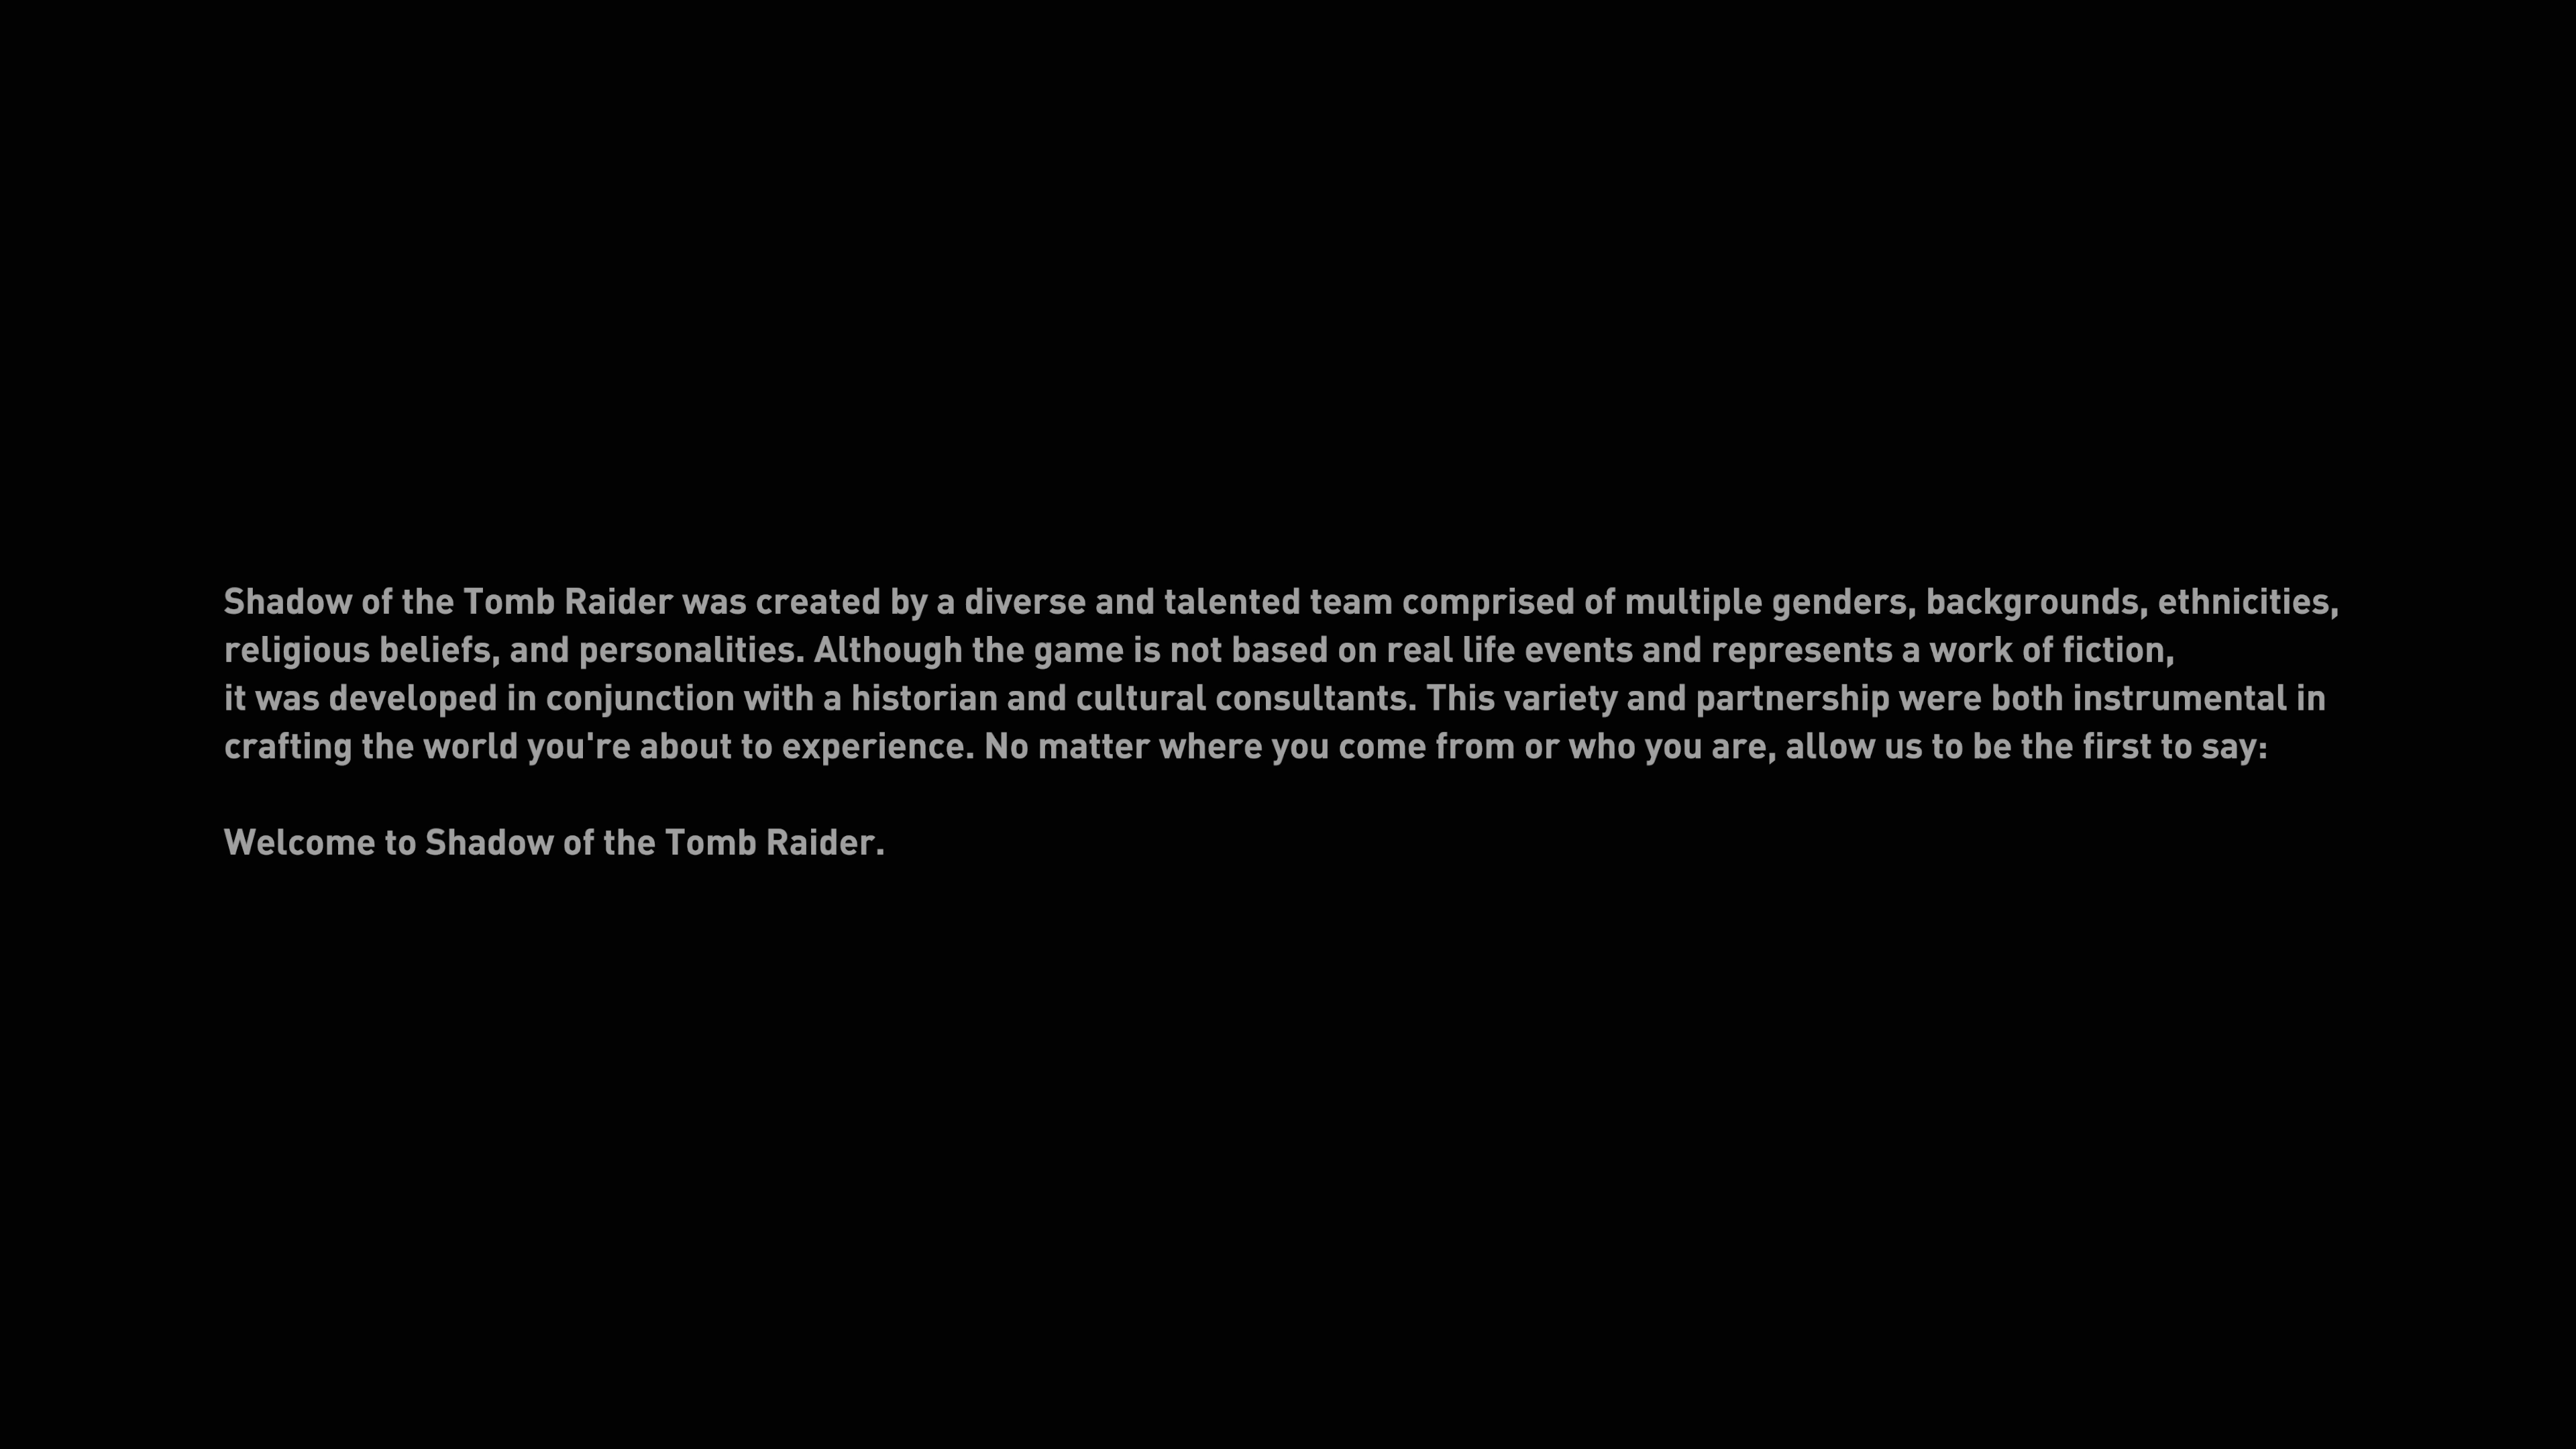 Shadow of the Tomb Raider was created by a diverse and talented team comprised of multiple genders, backgrounds, ethnicities,
religious beliefs, and personalities. Although the game is not based on real life events and represents a work of fiction,
it was developed in conjunction with a historian and cultural consultants. This variety and partnership were both instrumental in
crafting the world you're about to experience. No matter where you come from or who you are, allow us to be the first to say:
Welcome to Shadow of the Tomb Raider.